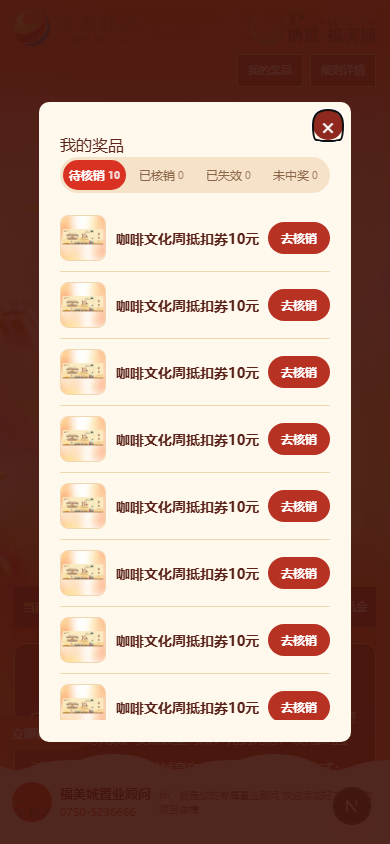 我的奖品
规则详情
×
我的奖品
待核销 10
已核销 0
已失效 0
未中奖 0
咖啡文化周抵扣券10元
去核销
咖啡文化周抵扣券10元
去核销
咖啡文化周抵扣券10元
去核销
咖啡文化周抵扣券10元
去核销
咖啡文化周抵扣券10元
去核销
咖啡文化周抵扣券10元
去核销
咖啡文化周抵扣券10元
去核销
咖啡文化周抵扣券10元
去核销
福美城置业顾问
0750-5236666
N